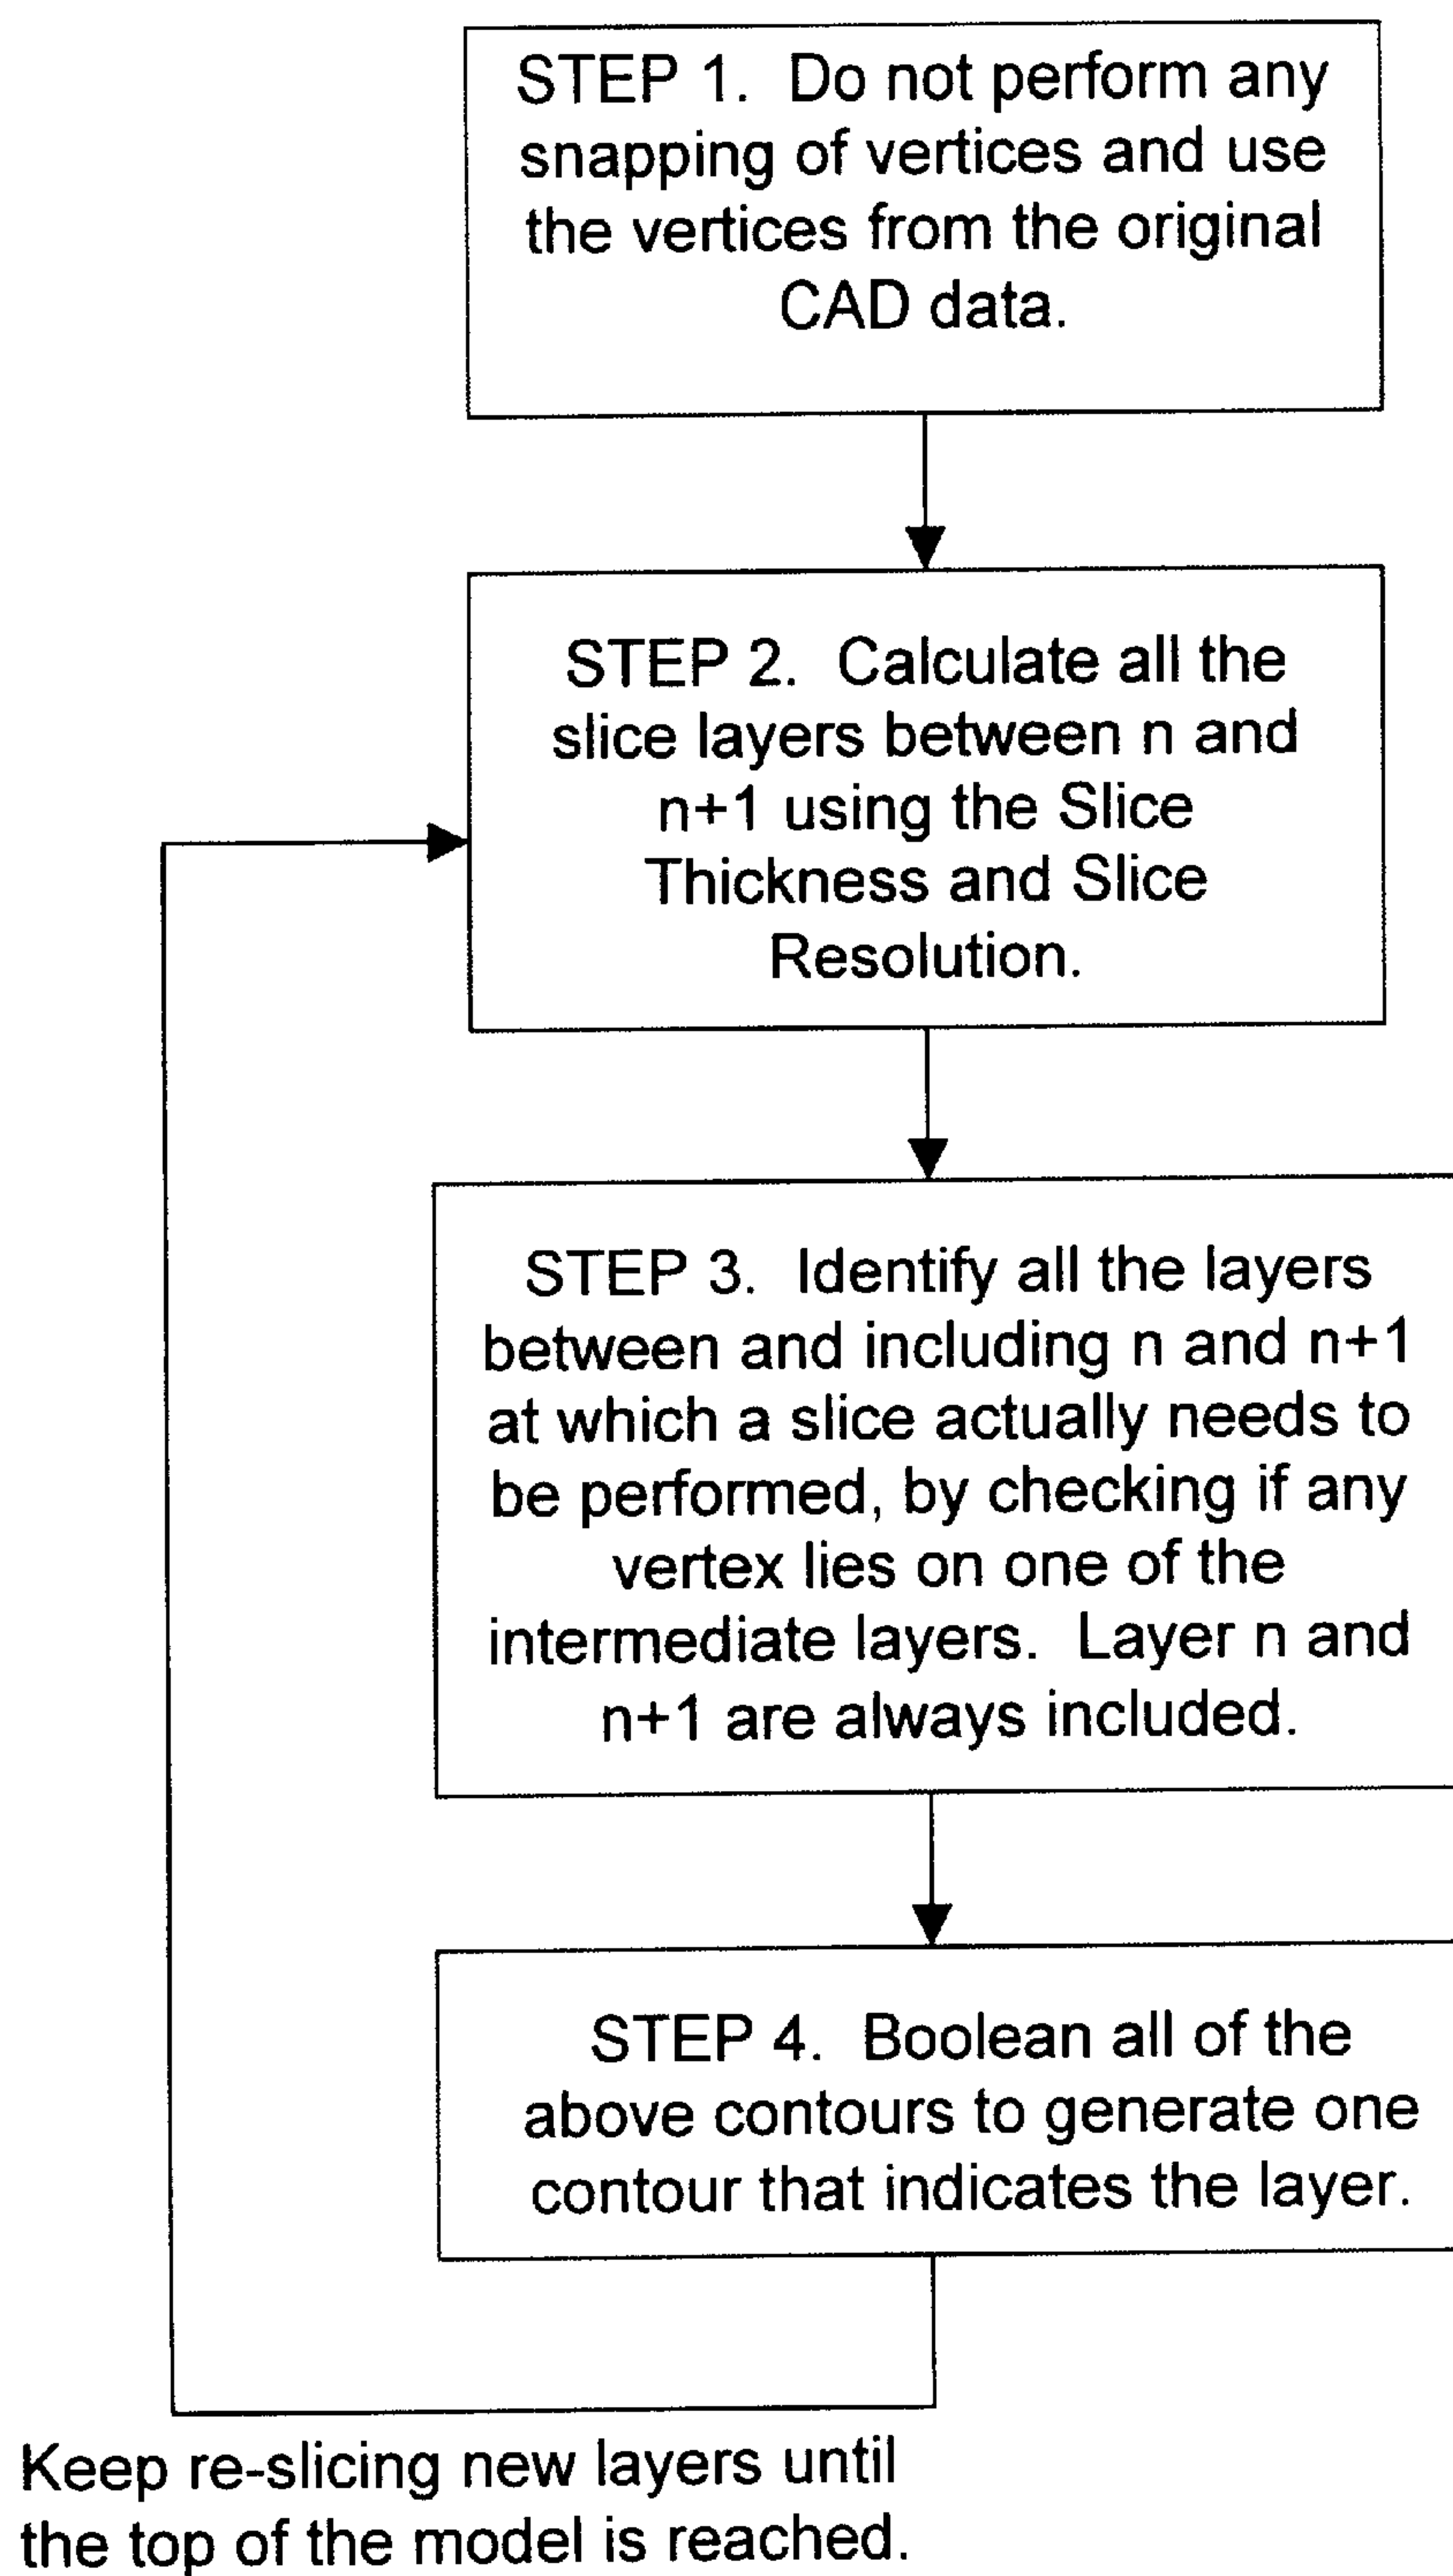 STEP 1. Do not perform any
snapping of vertices and use
the vertices from the original
CAD data.
STEP 2. Calculate all the
slice layers between n and
n+1 using the Slice
Thickness and Slice
Resolution.
STEP 3. Identify all the layers
between and including n and n+1
at which a slice actually needs to
be performed, by checking if any
vertex lies on one of the
intermediate layers. Layer n and
n+1 are always included.
STEP 4. Boolean all of the
above contours to generate one
contour that indicates the layer.
Keep re-slicing new layers until
the top of the model is reached.